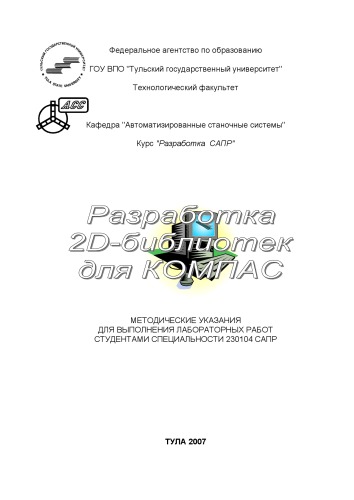 Федеральное агентство по образованию
ГОУ ВПО "Тульский государственный университет"
Технологический факультет
АСС
Кафедра "Автоматизированные станочные системы"
Курс "Разработка САПР"
Разработка
2D-библиотек
для КОМПАС
МЕТОДИЧЕСКИЕ УКАЗАНИЯ
ДЛЯ ВЫПОЛНЕНИЯ ЛАБОРАТОРНЫХ РАБОТ
СТУДЕНТАМИ СПЕЦИАЛЬНОСТИ 230104 САПР
ТУЛА 2007